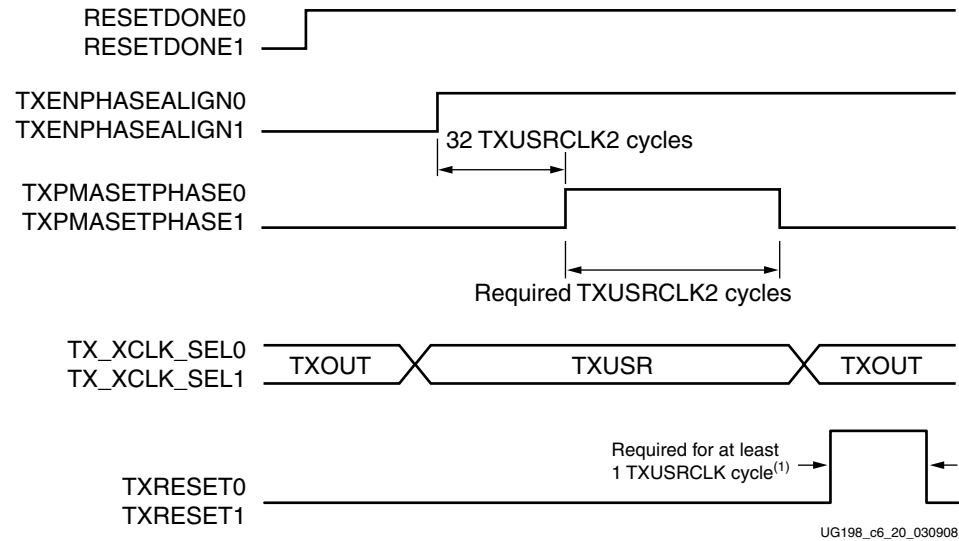 RESETDONE0
RESETDONE1
TXENPHASEALIGN0
TXENPHASEALIGN1
32 TXUSRCLK2 cycles
TXPMASETPHASE0
TXPMASETPHASE1
Required TXUSRCLK2 cycles
TX_XCLK_SEL0
TX_XCLK_SEL1
TXOUT
TXUSR
TXOUT
Required for at least
1 TXUSRCLK cycle(1)
TXRESET0
TXRESET1
UG198_c6_20_030908